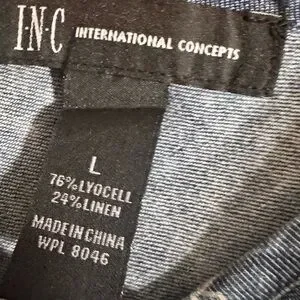 I·N·C INTERNATIONAL CONCEPTS
L
76%LYOCELL
24%LINEN
MADE IN CHINA
WPL 8046